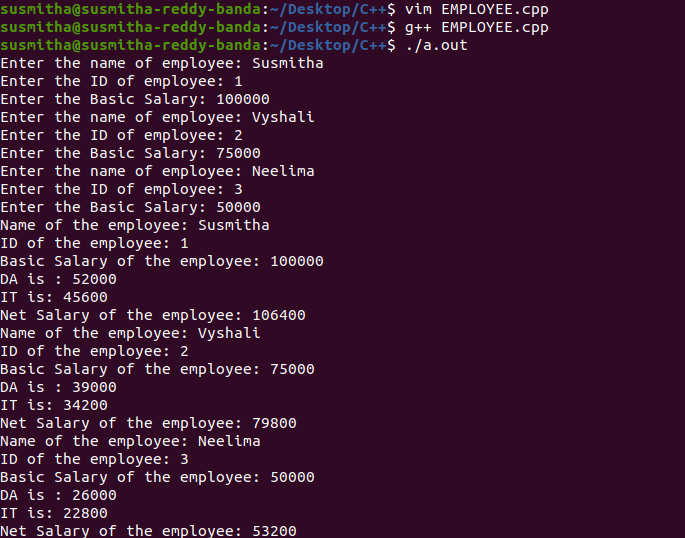 susmitha@susmitha-reddy-banda:~/Desktop/C++$ vim EMPLOYEE.cpp
susmitha@susmitha-reddy-banda:~/Desktop/C++$ g++ EMPLOYEE.cpp
susmitha@susmitha-reddy-banda:~/Desktop/C++$ ./a.out
Enter the name of employee: Susmitha
Enter the ID of employee: 1
Enter the Basic Salary: 100000
Enter the name of employee: Vyshali
Enter the ID of employee: 2
Enter the Basic Salary: 75000
Enter the name of employee: Neelima
Enter the ID of employee: 3
Enter the Basic Salary: 50000
Name of the employee: Susmitha
ID of the employee: 1
Basic Salary of the employee: 100000
DA is : 52000
IT is: 45600
Net Salary of the employee: 106400
Name of the employee: Vyshali
ID of the employee: 2
Basic Salary of the employee: 75000
DA is : 39000
IT is: 34200
Net Salary of the employee: 79800
Name of the employee: Neelima
ID of the employee: 3
Basic Salary of the employee: 50000
DA is : 26000
IT is: 22800
Net Salary of the employee: 53200